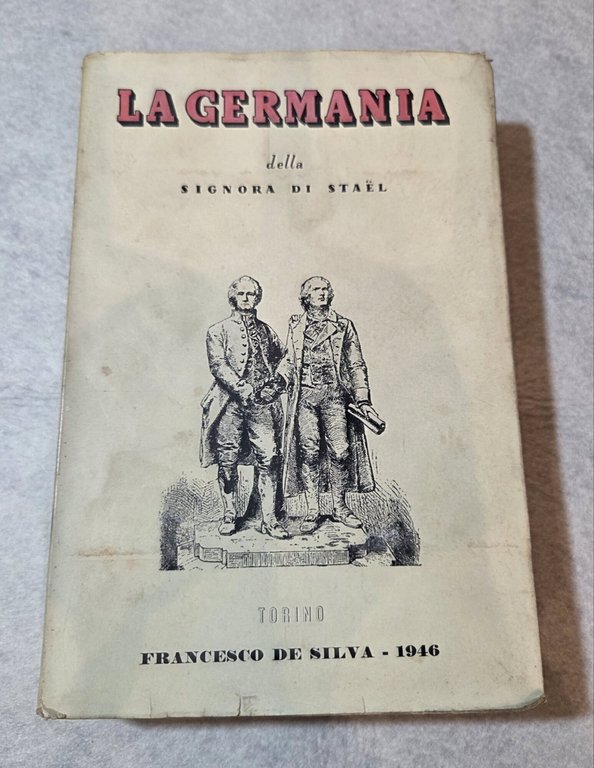 LA GERMANIA
della
SIGNORA DI STAËL
TORINO
FRANCESCO DE SILVA - 1946